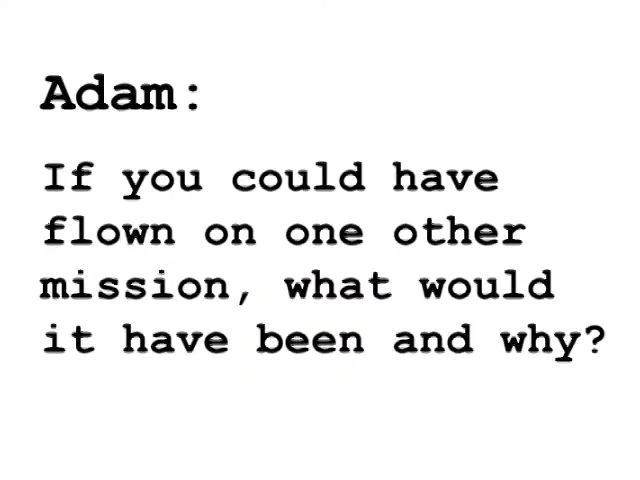 Adam:
If you could have
flown on one other
mission, what would
it have been and why?